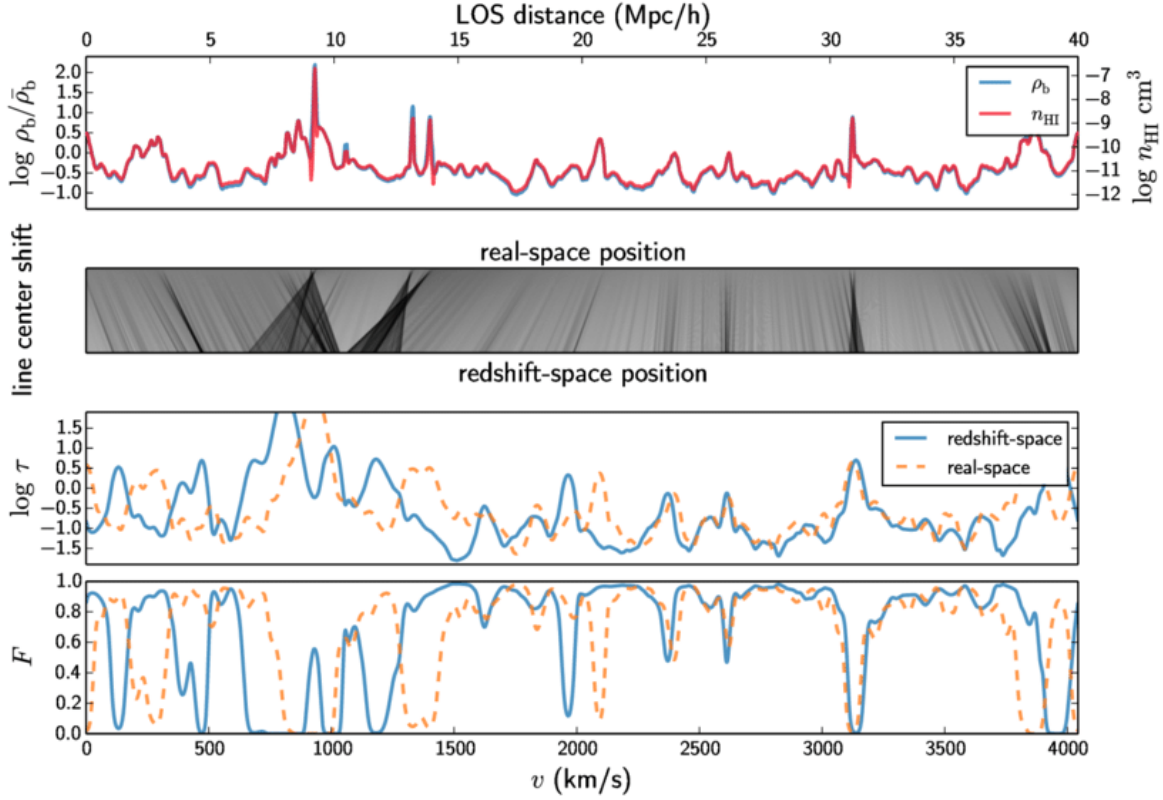 LOS distance (Mpc/h)
0 5 10 15 20 25 30 35 40
log ρb/ρ̄b
2.0
1.5
1.0
0.5
0.0
−0.5
−1.0
ρb
nHI
−7
−8
−9
−10
−11
−12
log nHI cm³
line center shift
real-space position
redshift-space position
log τ
1.5
1.0
0.5
0.0
−0.5
−1.0
−1.5
redshift-space
real-space
F
1.0
0.8
0.6
0.4
0.2
0.0
0 500 1000 1500 2000 2500 3000 3500 4000
v (km/s)